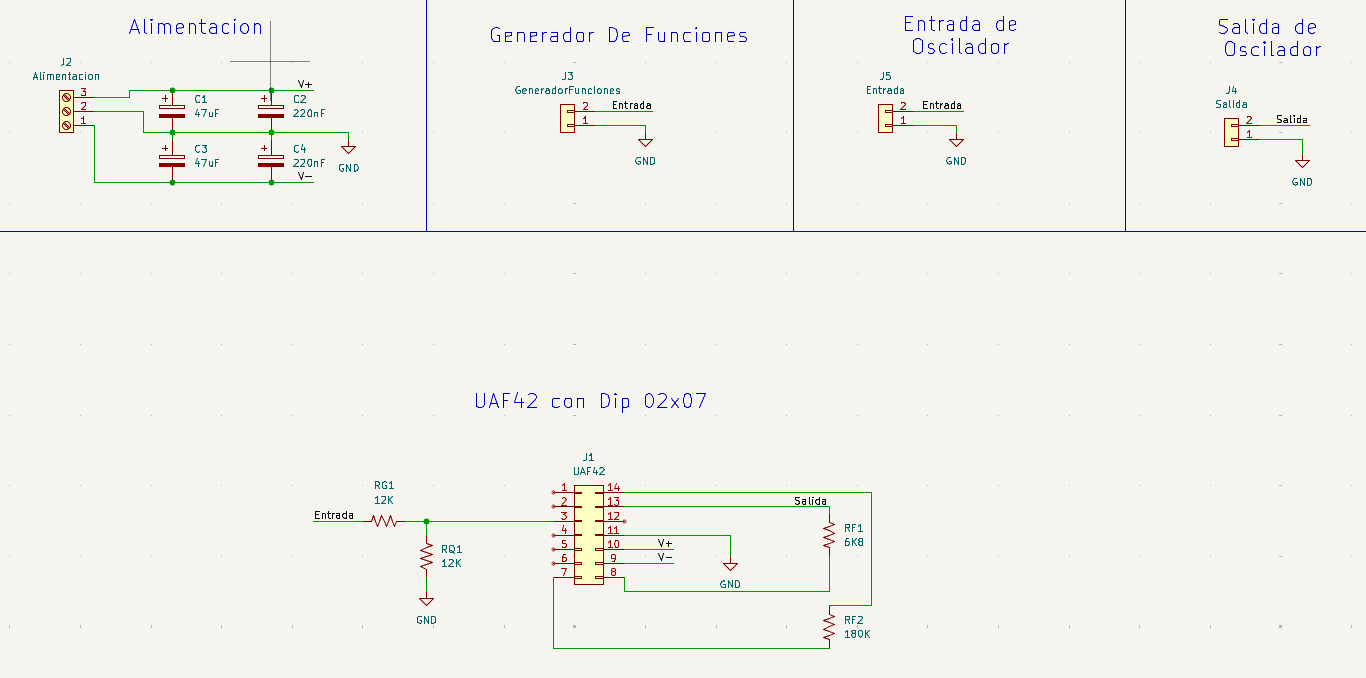 Alimentacion
J2
Alimentacion
3
2
1
V+
C1
47uF
C2
220nF
C3
47uF
C4
220nF
V-
GND
Generador De Funciones
J3
GeneradorFunciones
2
Entrada
1
GND
Entrada de
Oscilador
J5
Entrada
2
Entrada
1
GND
Salida de
Oscilador
J4
Salida
2
Salida
1
GND
UAF42 con Dip 02x07
J1
UAF42
1
14
2
13
Salida
3
12
4
11
5
10
V+
6
9
V-
7
8
GND
RG1
12K
Entrada
RQ1
12K
GND
RF1
6K8
RF2
180K